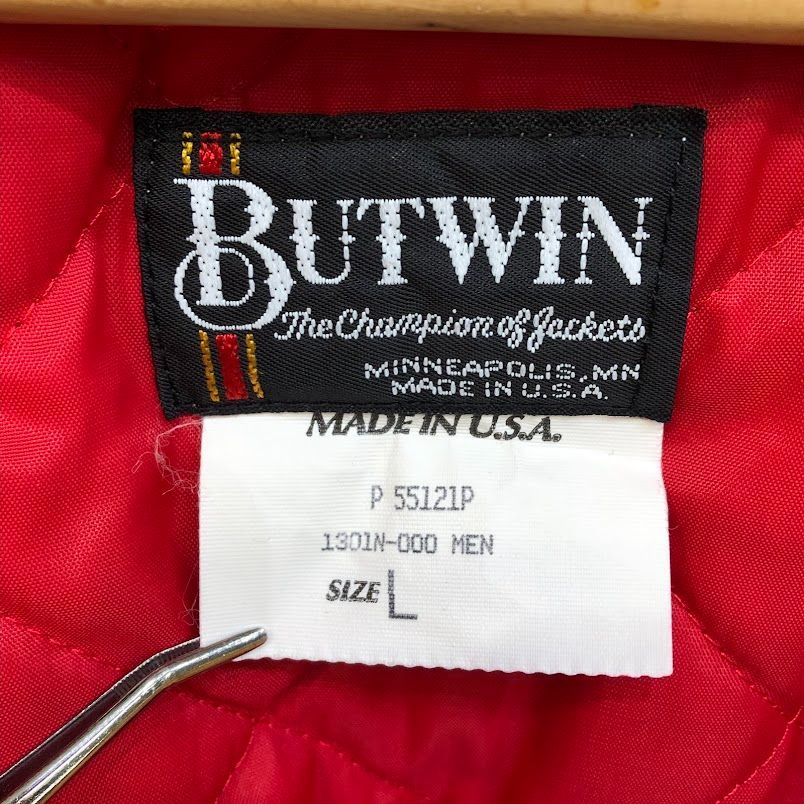 BUTWIN
The Champion of Jackets
MINNEAPOLIS, MN
MADE IN U.S.A.
MADE IN U.S.A.
P 55121P
1301N-000 MEN
SIZE L